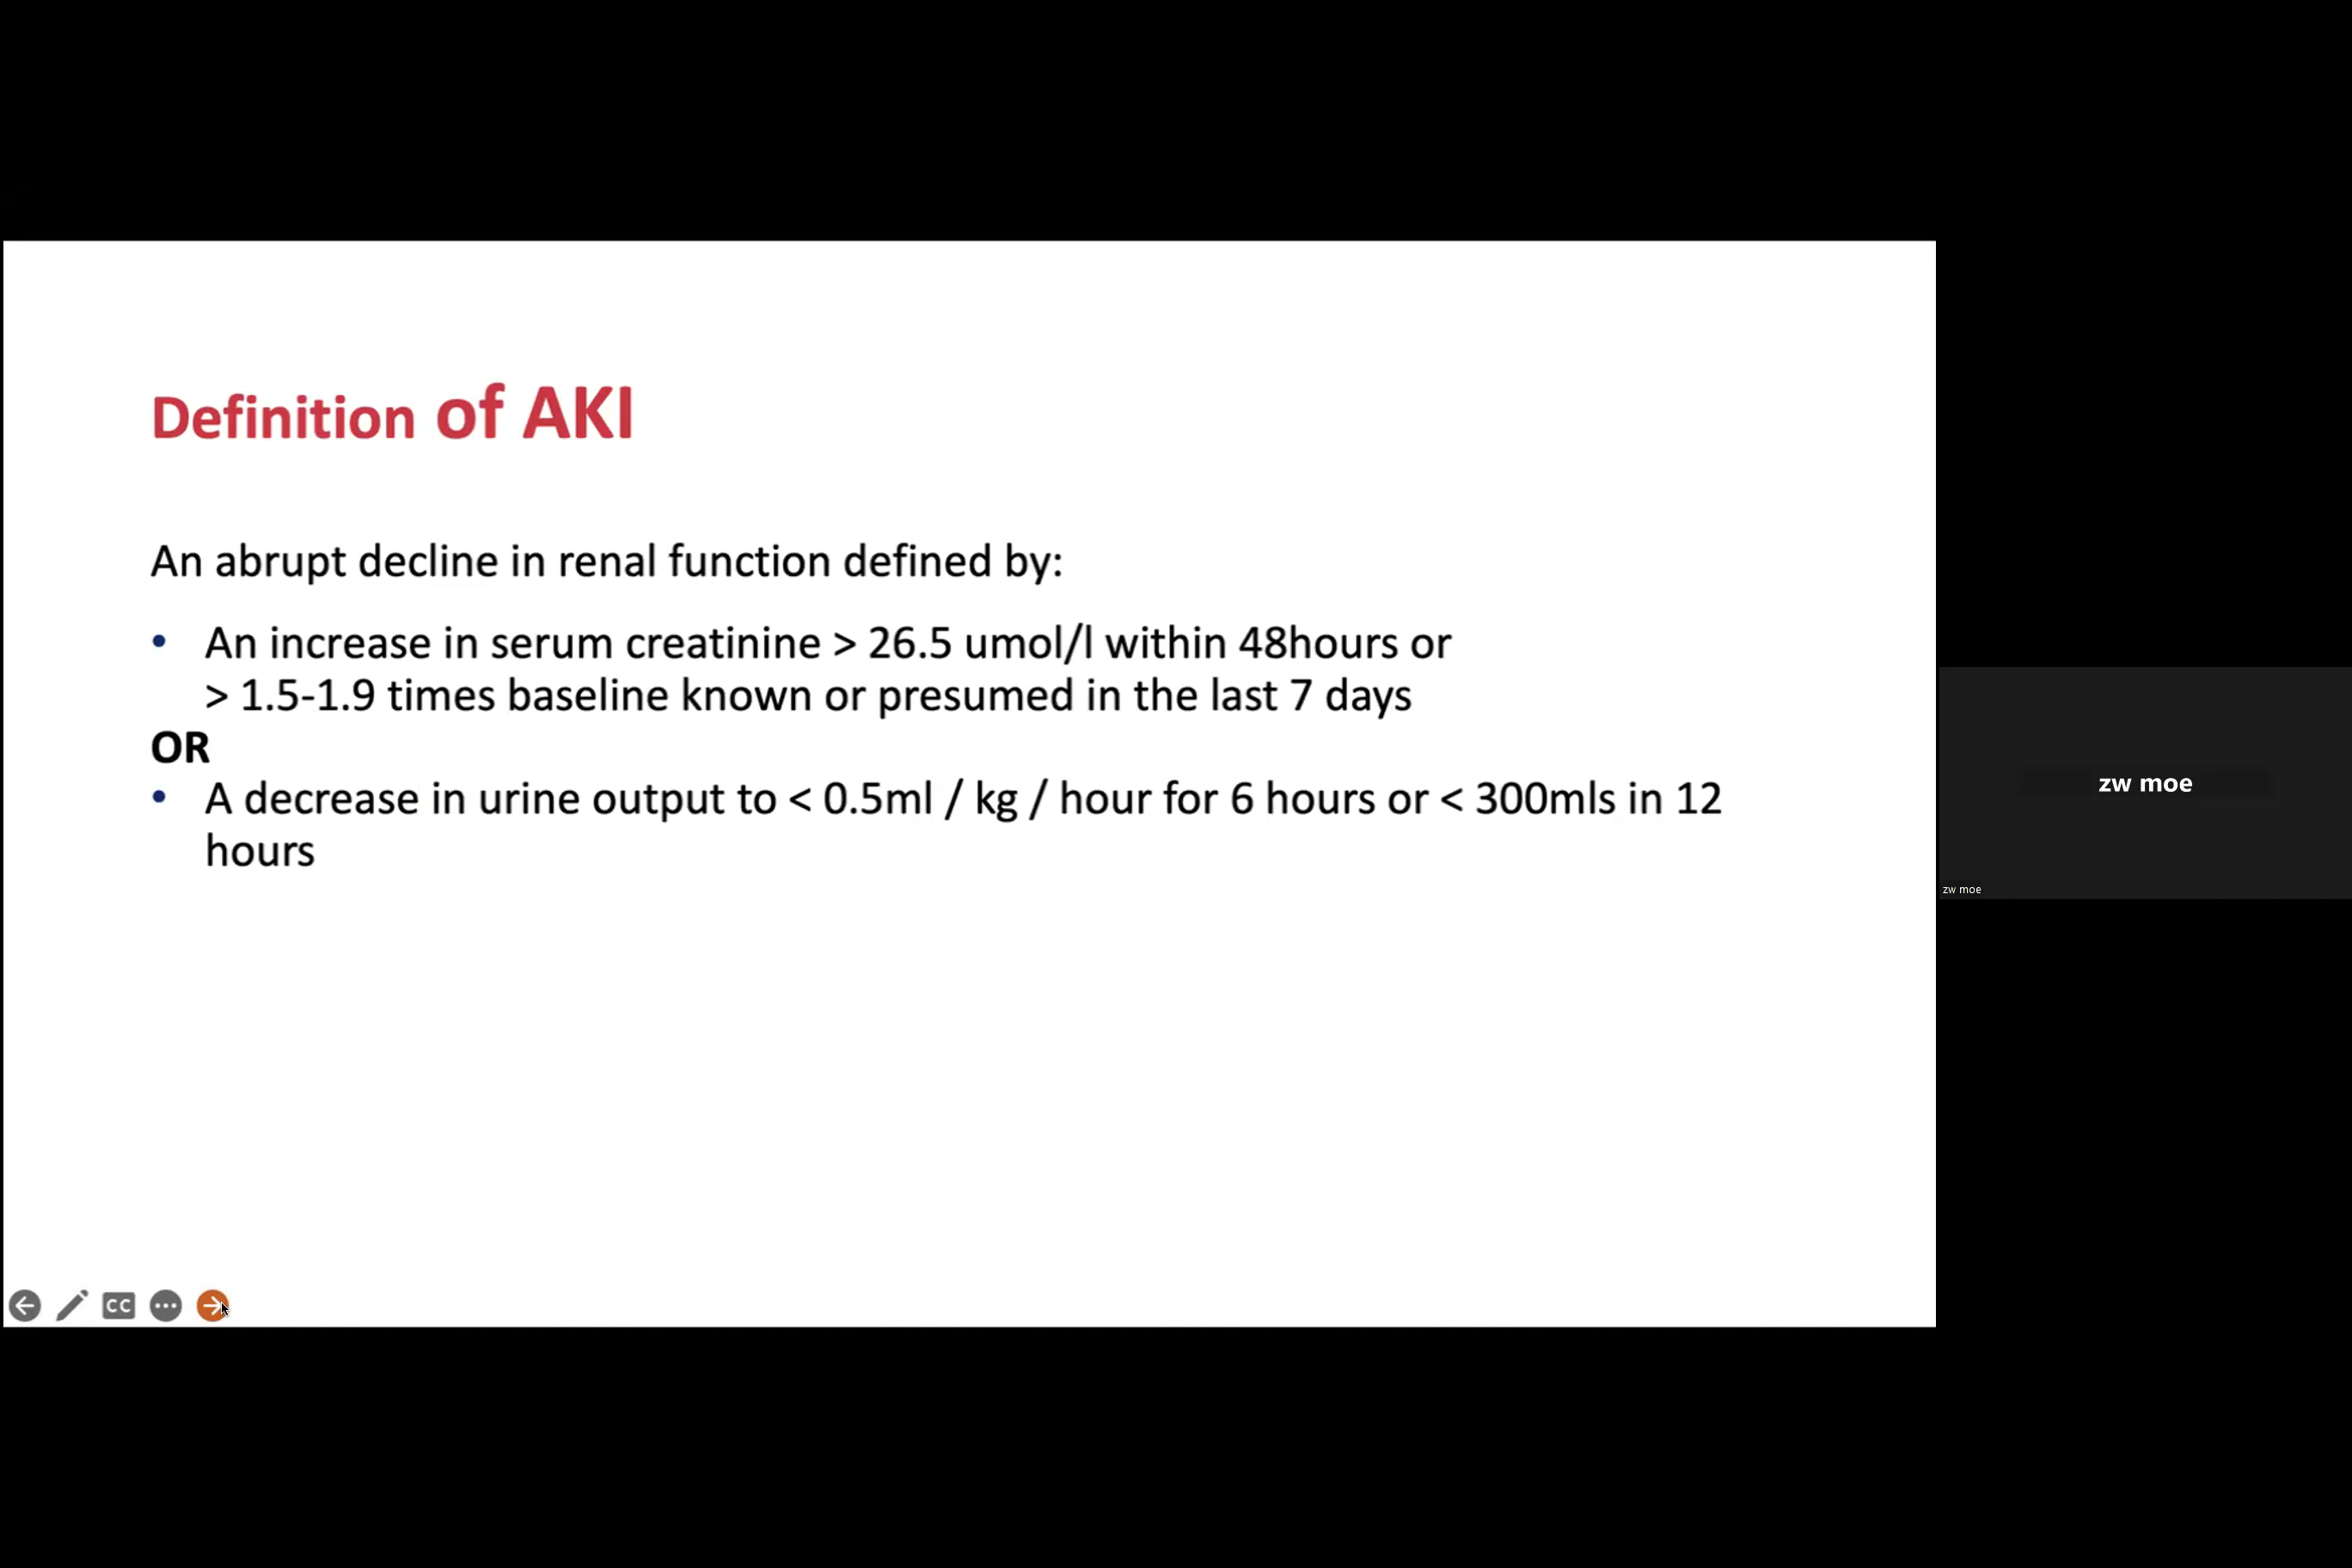 Definition of AKI
An abrupt decline in renal function defined by:
• An increase in serum creatinine > 26.5 umol/l within 48hours or
> 1.5-1.9 times baseline known or presumed in the last 7 days
OR
• A decrease in urine output to < 0.5ml / kg / hour for 6 hours or < 300mls in 12
hours
CC
zw moe
zw moe